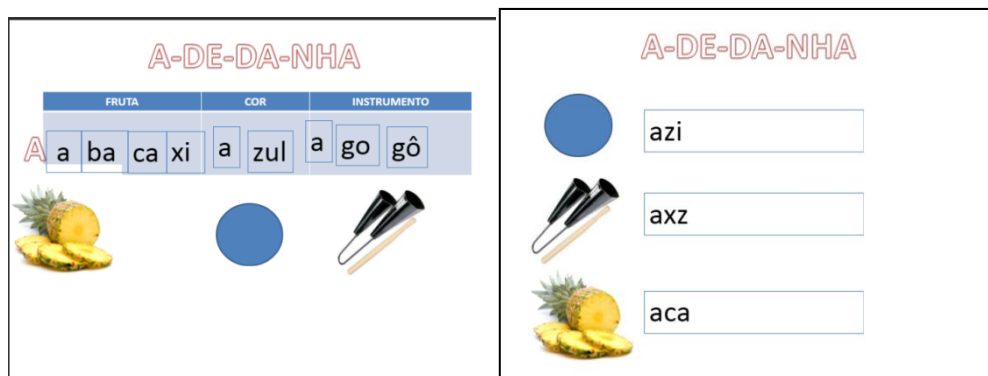 A-DE-DA-NHA
FRUTA COR INSTRUMENTO
A a ba ca xi a zul a go gô
A-DE-DA-NHA
azi
axz
aca